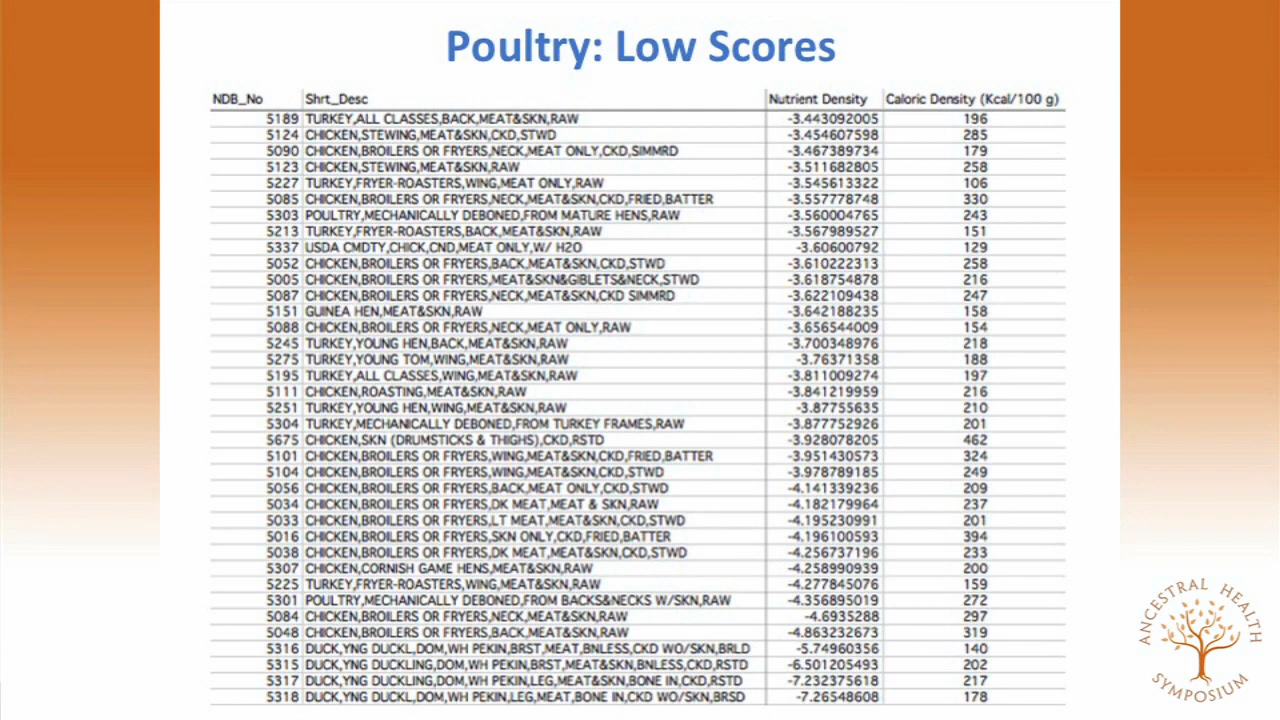 Poultry: Low Scores
NDB_No Shrt_Desc Nutrient Density Caloric Density (Kcal/100 g)
5189 TURKEY,ALL CLASSES,BACK,MEAT&SKN,RAW -3.443092005 196
5124 CHICKEN,STEWING,MEAT&SKN,CKD,STWD -3.454607598 285
5090 CHICKEN,BROILERS OR FRYERS,NECK,MEAT ONLY,CKD,SIMMRD -3.467389734 179
5123 CHICKEN,STEWING,MEAT&SKN,RAW -3.511682805 258
5227 TURKEY,FRYER-ROASTERS,WING,MEAT ONLY,RAW -3.545613322 106
5085 CHICKEN,BROILERS OR FRYERS,NECK,MEAT&SKN,CKD,FRIED,BATTER -3.557778748 330
5303 POULTRY,MECHANICALLY DEBONED,FROM MATURE HENS,RAW -3.560004765 243
5213 TURKEY,FRYER-ROASTERS,BACK,MEAT&SKN,RAW -3.567989527 151
5337 USDA CMDTY,CHICK,CND,MEAT ONLY,W/ H2O -3.60600792 129
5052 CHICKEN,BROILERS OR FRYERS,BACK,MEAT&SKN,CKD,STWD -3.610222313 258
5005 CHICKEN,BROILERS OR FRYERS,MEAT&SKN&GIBLETS&NECK,STWD -3.618754878 216
5087 CHICKEN,BROILERS OR FRYERS,NECK,MEAT&SKN,CKD SIMMRD -3.622109438 247
5151 GUINEA HEN,MEAT&SKN,RAW -3.642188235 158
5088 CHICKEN,BROILERS OR FRYERS,NECK,MEAT ONLY,RAW -3.656544009 154
5245 TURKEY,YOUNG HEN,BACK,MEAT&SKN,RAW -3.700348976 218
5275 TURKEY,YOUNG TOM,WING,MEAT&SKN,RAW -3.76371358 188
5195 TURKEY,ALL CLASSES,WING,MEAT&SKN,RAW -3.811009274 197
5111 CHICKEN,ROASTING,MEAT&SKN,RAW -3.841219959 216
5251 TURKEY,YOUNG HEN,WING,MEAT&SKN,RAW -3.87755635 210
5304 TURKEY,MECHANICALLY DEBONED,FROM TURKEY FRAMES,RAW -3.877752926 201
5675 CHICKEN,SKN (DRUMSTICKS & THIGHS),CKD,RSTD -3.928078205 462
5101 CHICKEN,BROILERS OR FRYERS,WING,MEAT&SKN,CKD,FRIED,BATTER -3.951430573 324
5104 CHICKEN,BROILERS OR FRYERS,WING,MEAT&SKN,CKD,STWD -3.978789185 249
5056 CHICKEN,BROILERS OR FRYERS,BACK,MEAT ONLY,CKD,STWD -4.141339236 209
5034 CHICKEN,BROILERS OR FRYERS,DK MEAT,MEAT & SKN,RAW -4.182179964 237
5033 CHICKEN,BROILERS OR FRYERS,LT MEAT,MEAT&SKN,CKD,STWD -4.195230991 201
5016 CHICKEN,BROILERS OR FRYERS,SKN ONLY,CKD,FRIED,BATTER -4.196100593 394
5038 CHICKEN,BROILERS OR FRYERS,DK MEAT,MEAT&SKN,CKD,STWD -4.256737196 233
5307 CHICKEN,CORNISH GAME HENS,MEAT&SKN,RAW -4.258990939 200
5225 TURKEY,FRYER-ROASTERS,WING,MEAT&SKN,RAW -4.277845076 159
5301 POULTRY,MECHANICALLY DEBONED,FROM BACKS&NECKS W/SKN,RAW -4.356895019 272
5084 CHICKEN,BROILERS OR FRYERS,NECK,MEAT&SKN,RAW -4.6935288 297
5048 CHICKEN,BROILERS OR FRYERS,BACK,MEAT&SKN,RAW -4.863232673 319
5316 DUCK,YNG DUCKL,DOM,WH PEKIN,BRST,MEAT,BNLESS,CKD WO/SKN,BRLD -5.74960356 140
5315 DUCK,YNG DUCKLING,DOM,WH PEKIN,BRST,MEAT&SKN,BNLESS,CKD,RSTD -6.501205493 202
5317 DUCK,YNG DUCKLING,DOM,WH PEKIN,LEG,MEAT&SKN,BONE IN,CKD,RSTD -7.232375618 217
5318 DUCK,YNG DUCKL,DOM,WH PEKIN,LEG,MEAT,BONE IN,CKD WO/SKN,BRSD -7.26548608 178
ANCESTRAL HEALTH
SYMPOSIUM